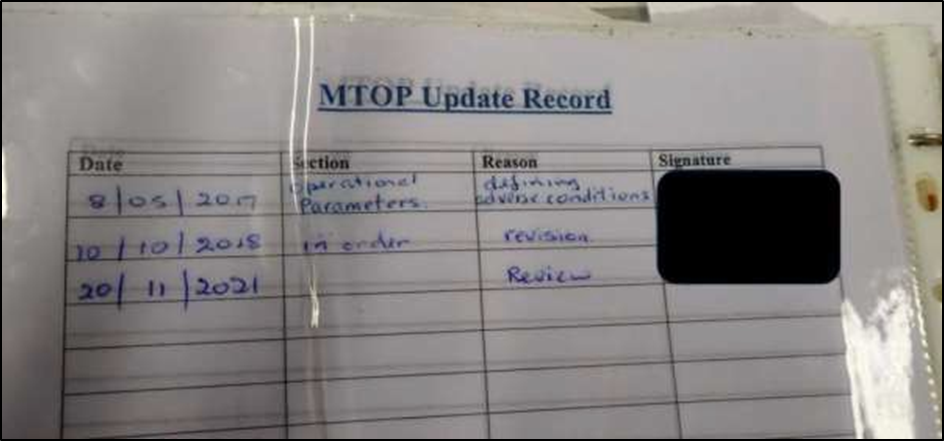 MTOP Update Record
Date Section Reason Signature
8/05/2017 Operational Parameters. defining adverse conditions
10/10/2018 in order revision
20/11/2021 Review